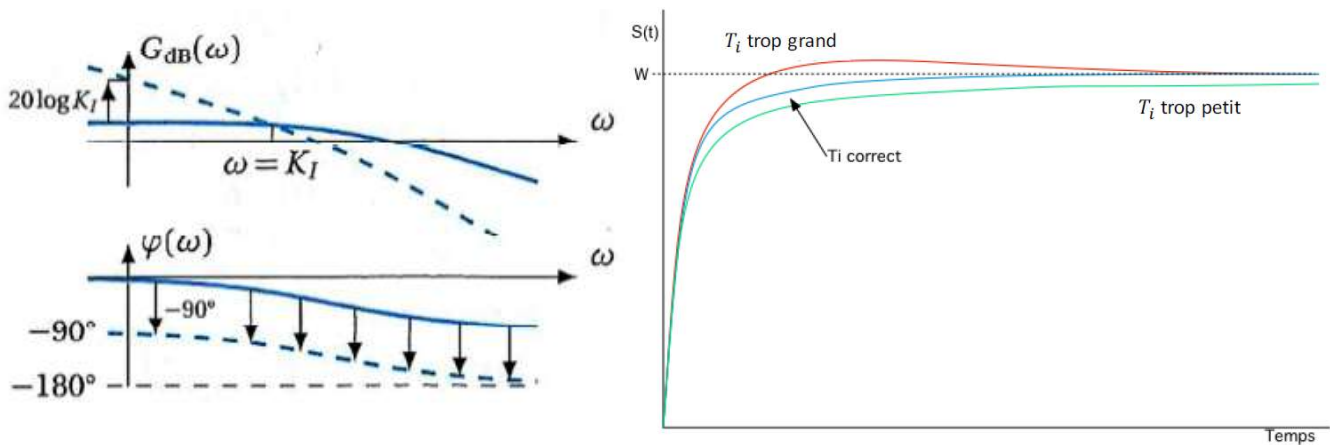 G_dB(ω)
20 log K_I
ω
ω = K_I
φ(ω)
ω
−90°
−90°
−180°
S(t)
T_i trop grand
W
T_i trop petit
Ti correct
Temps